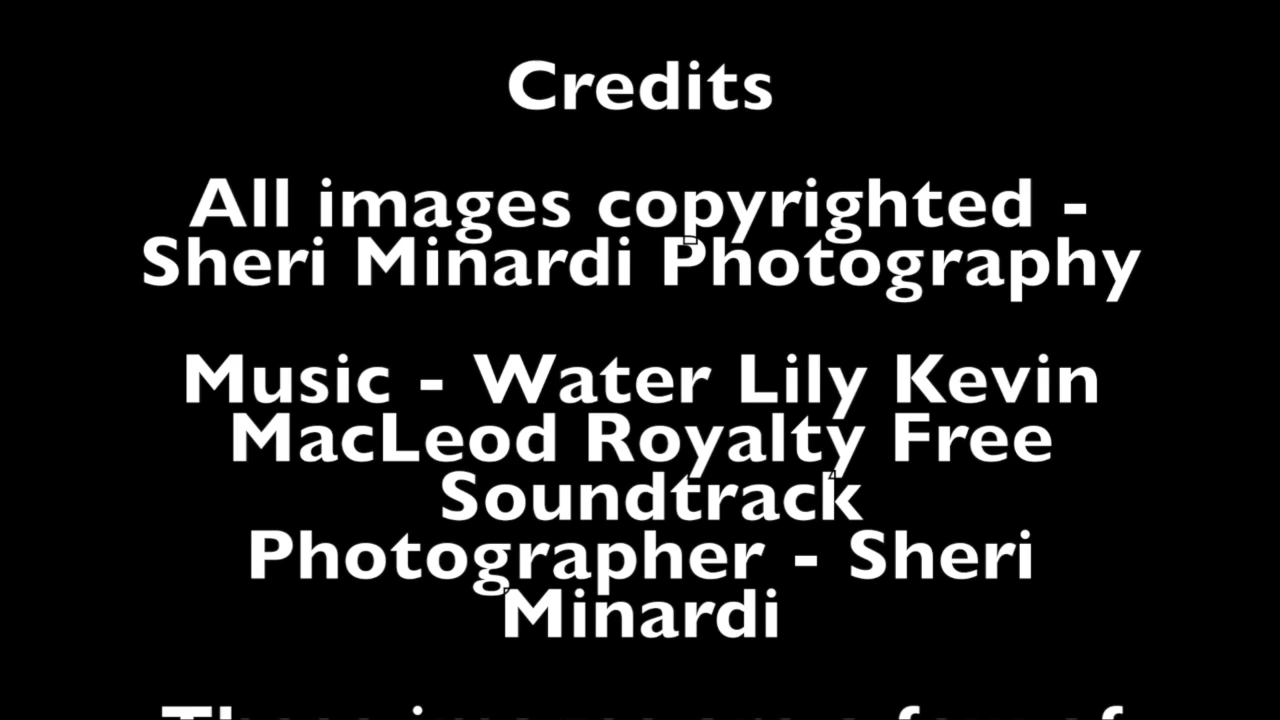 Credits
All images copyrighted -
Sheri Minardi Photography
Music - Water Lily Kevin
MacLeod Royalty Free
Soundtrack
Photographer - Sheri
Minardi